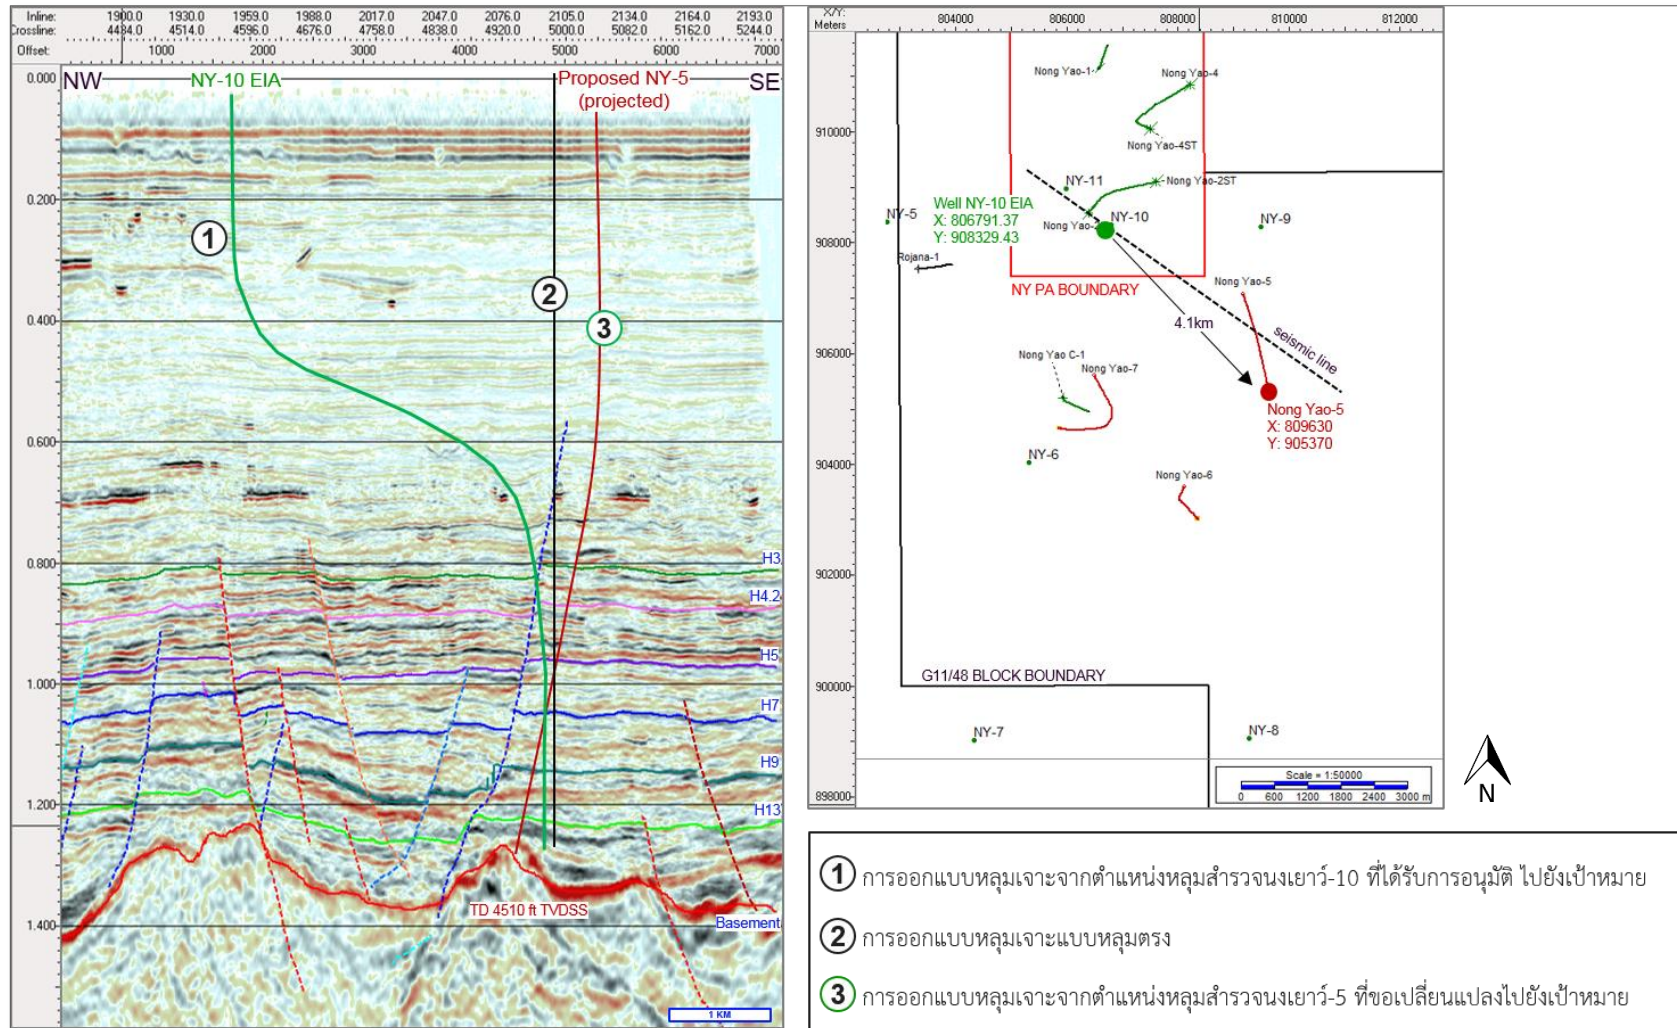 Inline: 1900.0 1930.0 1959.0 1988.0 2017.0 2047.0 2076.0 2105.0 2134.0 2164.0 2193.0
Crossline: 4484.0 4514.0 4596.0 4676.0 4758.0 4838.0 4920.0 5000.0 5082.0 5162.0 5244.0
Offset: 1000 2000 3000 4000 5000 6000 7000
0.000
NW
NY-10 EIA
Proposed NY-5
(projected)
SE
0.200
1
2
3
0.400
0.600
0.800
H3
H4.2
H5
1.000
H7
H9
1.200
H13
TD 4510 ft TVDSS
Basement
1.400
1 KM
X/Y:
Meters
804000 806000 808000 810000 812000
Nong Yao-1
Nong Yao-4
910000
Nong Yao-4ST
NY-11
Nong Yao-2ST
Well NY-10 EIA
X: 806791.37
Y: 908329.43
NY-5
NY-10
NY-9
Nong Yao-2
908000
Rojana-1
NY PA BOUNDARY
Nong Yao-5
4.1km
seismic line
906000
Nong Yao C-1
Nong Yao-7
Nong Yao-5
X: 809630
Y: 905370
NY-6
904000
Nong Yao-6
902000
G11/48 BLOCK BOUNDARY
900000
NY-7
NY-8
Scale = 1:50000
0 600 1200 1800 2400 3000 m
898000
N
1 การออกแบบหลุมเจาะจากตำแหน่งหลุมสำรวจนงเยาว์-10 ที่ได้รับการอนุมัติ ไปยังเป้าหมาย
2 การออกแบบหลุมเจาะแบบหลุมตรง
3 การออกแบบหลุมเจาะจากตำแหน่งหลุมสำรวจนงเยาว์-5 ที่ขอเปลี่ยนแปลงไปยังเป้าหมาย